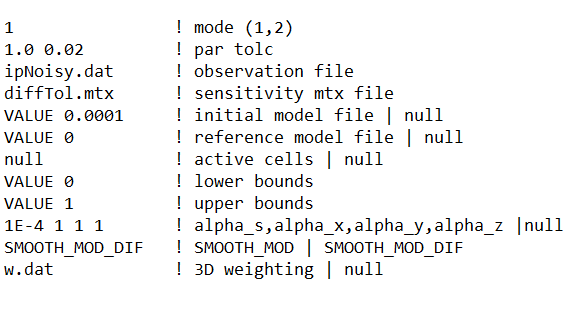 1 ! mode (1,2)
1.0 0.02 ! par tolc
ipNoisy.dat ! observation file
diffTol.mtx ! sensitivity mtx file
VALUE 0.0001 ! initial model file | null
VALUE 0 ! reference model file | null
null ! active cells | null
VALUE 0 ! lower bounds
VALUE 1 ! upper bounds
1E-4 1 1 1 ! alpha_s,alpha_x,alpha_y,alpha_z |null
SMOOTH_MOD_DIF ! SMOOTH_MOD | SMOOTH_MOD_DIF
w.dat ! 3D weighting | null